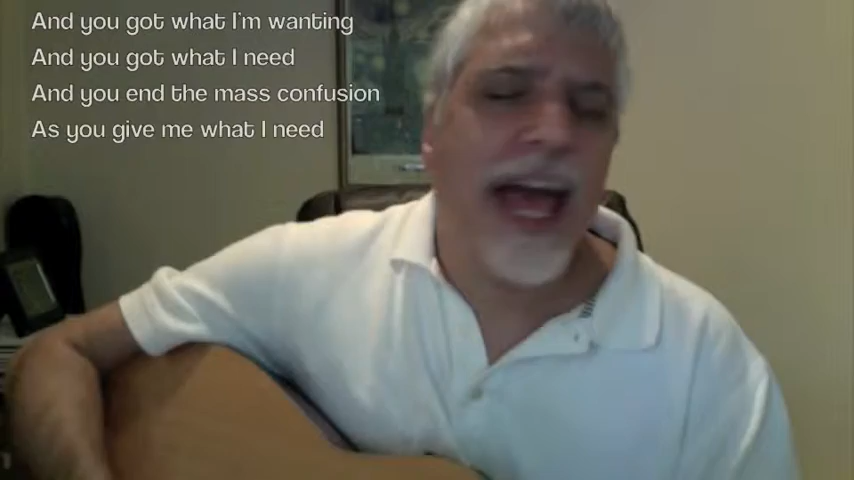 And you got what I'm wanting
And you got what I need
And you end the mass confusion
As you give me what I need